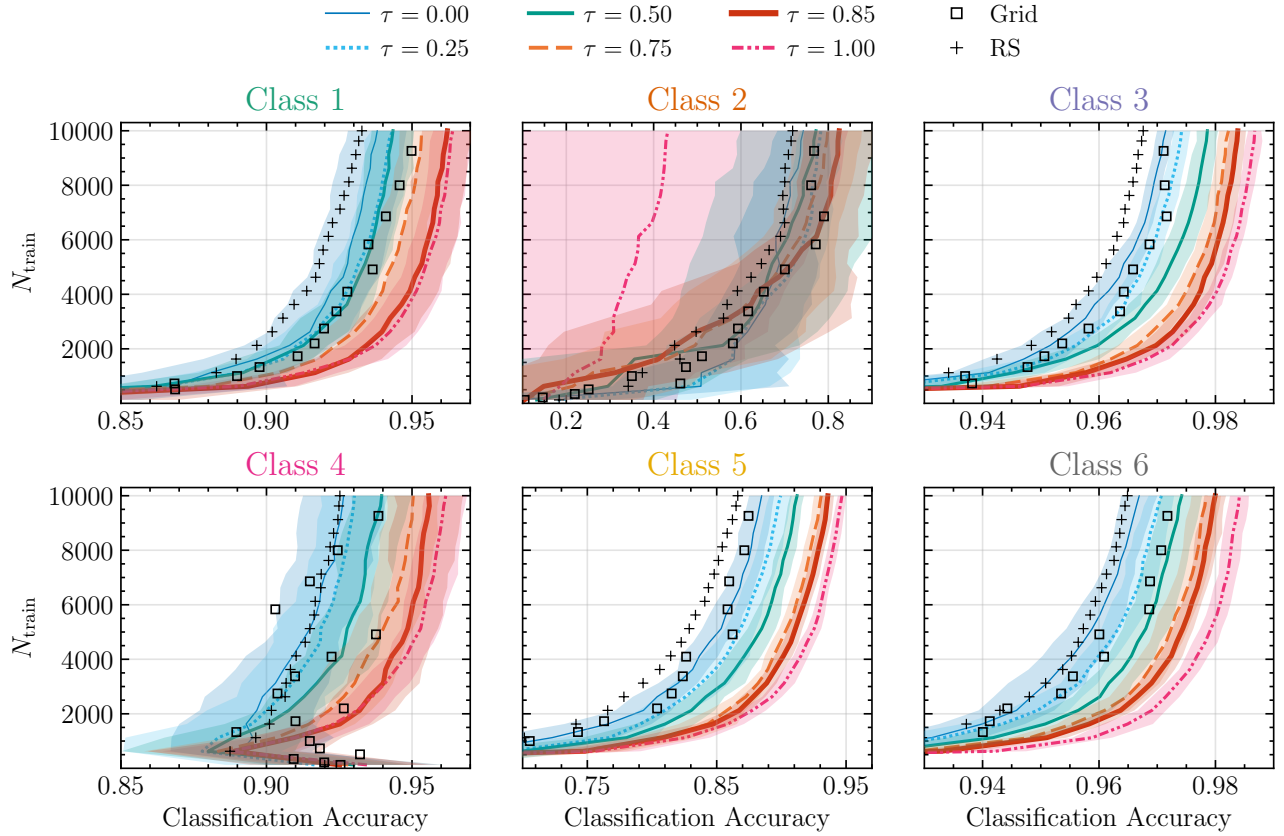 τ = 0.00 τ = 0.50 τ = 0.85 Grid
τ = 0.25 τ = 0.75 τ = 1.00 RS
Class 1 Class 2 Class 3
10000
8000
6000
4000
2000
N_train
0.85 0.90 0.95 0.2 0.4 0.6 0.8 0.94 0.96 0.98
Class 4 Class 5 Class 6
10000
8000
6000
4000
2000
N_train
0.85 0.90 0.95 0.75 0.85 0.95 0.94 0.96 0.98
Classification Accuracy Classification Accuracy Classification Accuracy